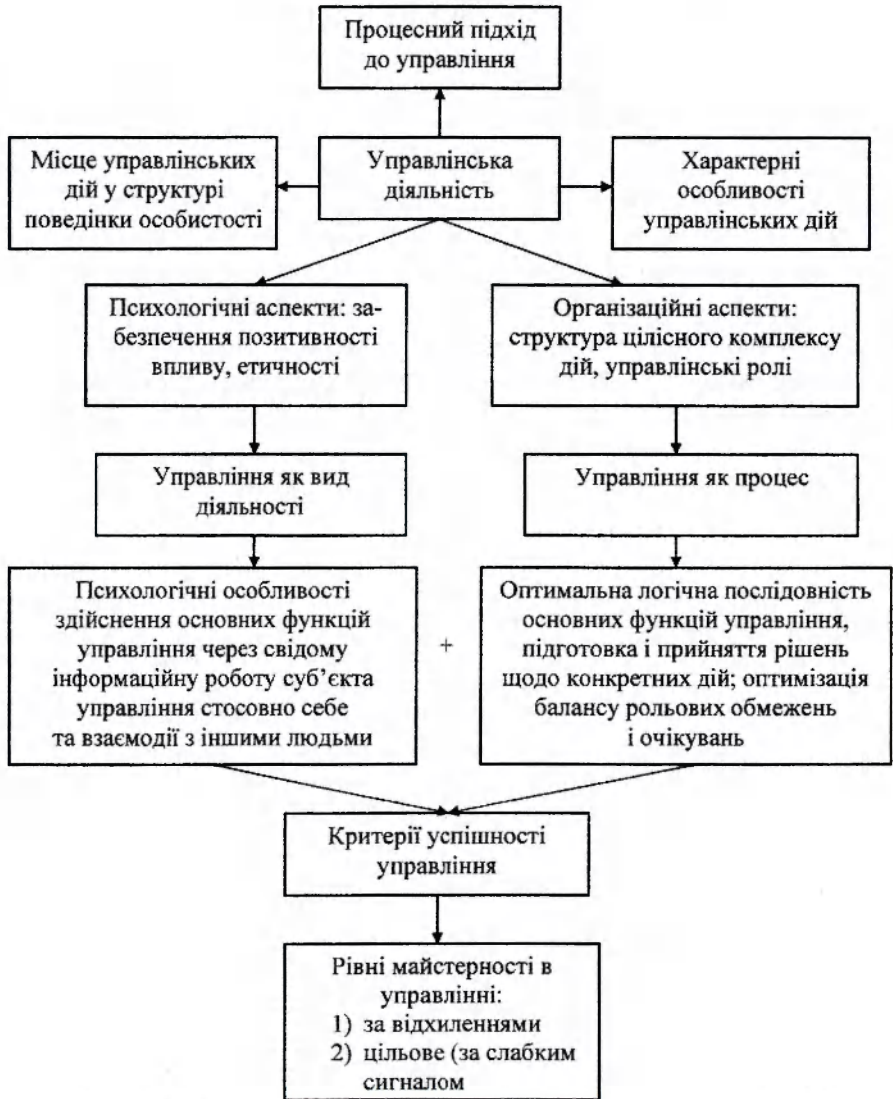 Процесний підхід
до управління
Місце управлінських
дій у структурі
поведінки особистості
Управлінська
діяльність
Характерні
особливості
управлінських дій
Психологічні аспекти: за-
безпечення позитивності
впливу, етичності
Організаційні аспекти:
структура цілісного комплексу
дій, управлінські ролі
Управління як вид
діяльності
Управління як процес
Психологічні особливості
здійснення основних функцій
управління через свідому
інформаційну роботу суб’єкта
управління стосовно себе
та взаємодії з іншими людьми
+
Оптимальна логічна послідовність
основних функцій управління,
підготовка і прийняття рішень
щодо конкретних дій; оптимізація
балансу рольових обмежень
і очікувань
Критерії успішності
управління
Рівні майстерності в
управлінні:
1) за відхиленнями
2) цільове (за слабким
сигналом